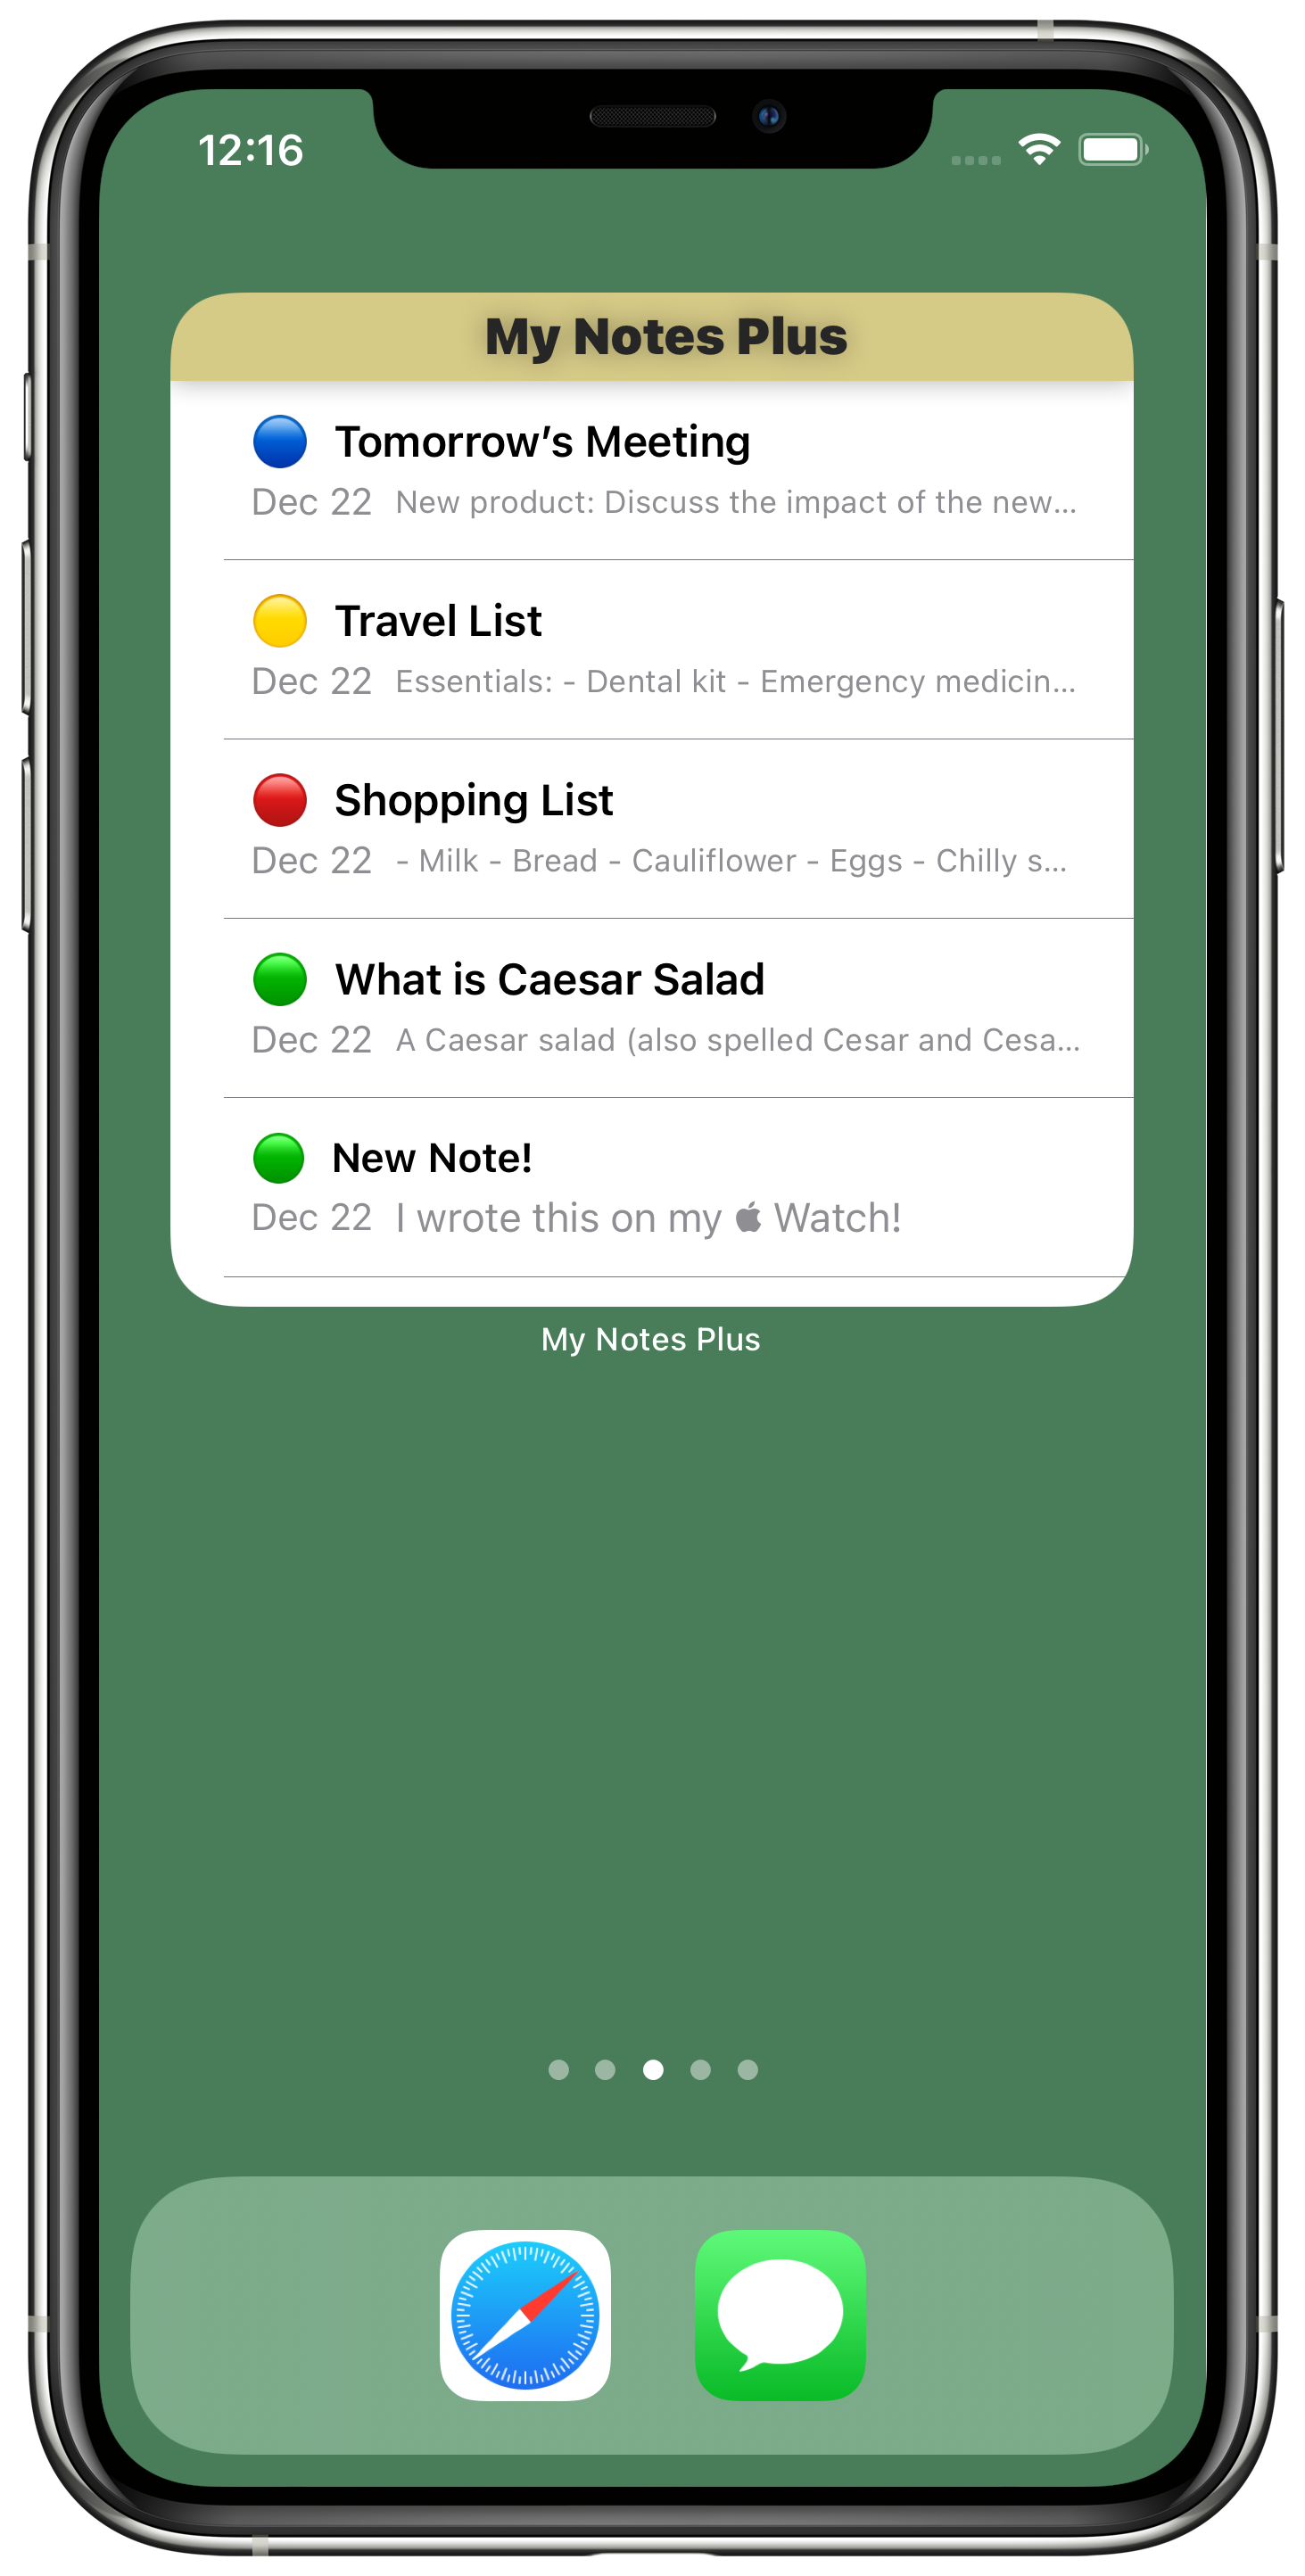 12:16
My Notes Plus
Tomorrow’s Meeting
Dec 22 New product: Discuss the impact of the new...
Travel List
Dec 22 Essentials: - Dental kit - Emergency medicin...
Shopping List
Dec 22 - Milk - Bread - Cauliflower - Eggs - Chilly s...
What is Caesar Salad
Dec 22 A Caesar salad (also spelled Cesar and Cesa...
New Note!
Dec 22 I wrote this on my  Watch!
My Notes Plus